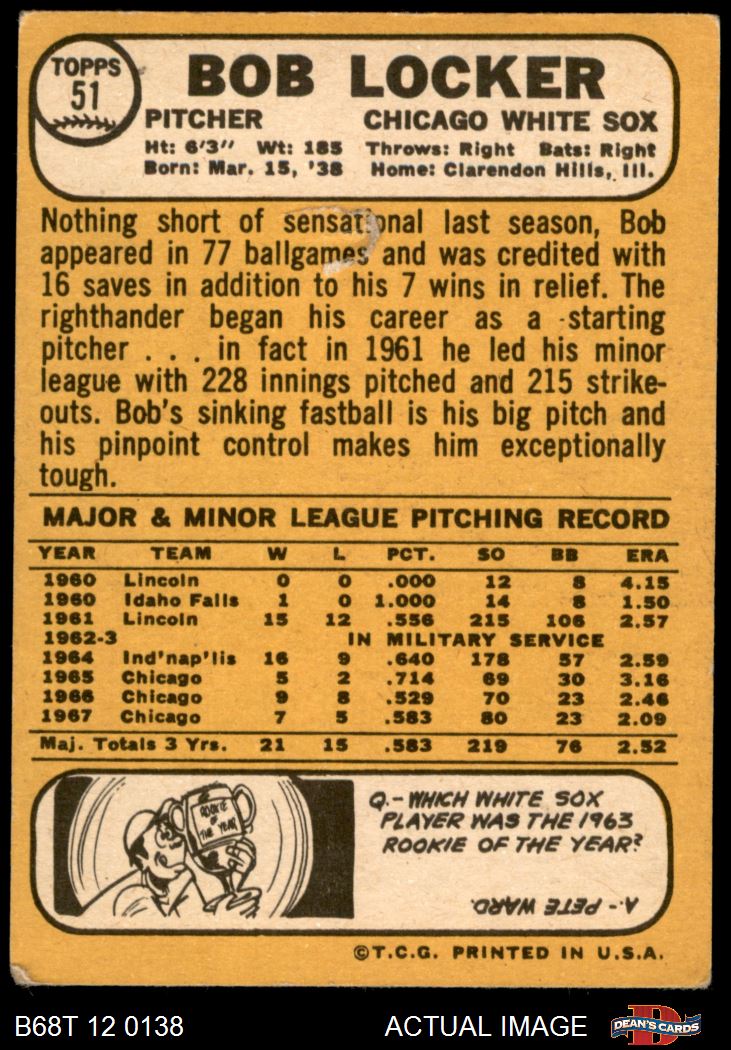 TOPPS
51
BOB LOCKER
PITCHER CHICAGO WHITE SOX
Ht: 6'3" Wt: 185 Throws: Right Bats: Right
Born: Mar. 15, '38 Home: Clarendon Hills, Ill.
Nothing short of sensational last season, Bob
appeared in 77 ballgames and was credited with
16 saves in addition to his 7 wins in relief. The
righthander began his career as a starting
pitcher . . . in fact in 1961 he led his minor
league with 228 innings pitched and 215 strike-
outs. Bob's sinking fastball is his big pitch and
his pinpoint control makes him exceptionally
tough.
MAJOR & MINOR LEAGUE PITCHING RECORD
YEAR TEAM W L PCT. SO BB ERA
1960 Lincoln 0 0 .000 12 8 4.15
1960 Idaho Falls 1 0 1.000 14 8 1.50
1961 Lincoln 15 12 .556 215 106 2.57
1962-3 IN MILITARY SERVICE
1964 Ind'nap'lis 16 9 .640 178 57 2.59
1965 Chicago 5 2 .714 69 30 3.16
1966 Chicago 9 8 .529 70 23 2.46
1967 Chicago 7 5 .583 80 23 2.09
Maj. Totals 3 Yrs. 21 15 .583 219 76 2.52
ROOKIE
OF
THE YEAR
Q.- WHICH WHITE SOX
PLAYER WAS THE 1963
ROOKIE OF THE YEAR?
A.- PETE WARD.
©T.C.G. PRINTED IN U.S.A.
B68T 12 0138 ACTUAL IMAGE
D
DEAN'S CARDS